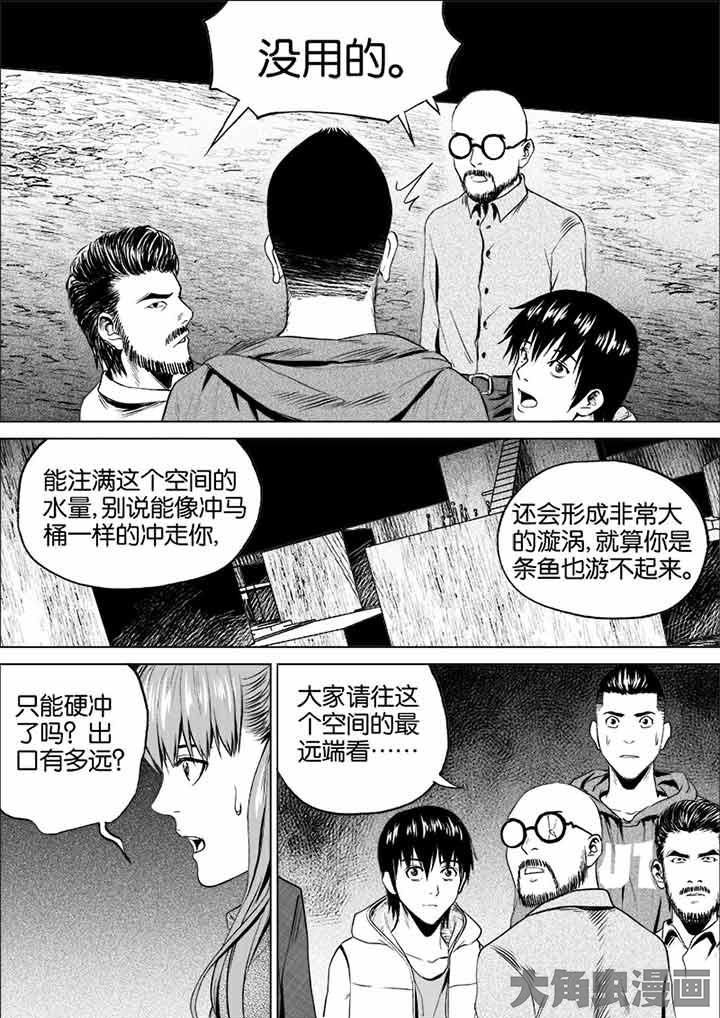 没用的。
能注满这个空间的
水量,别说能像冲马
桶一样的冲走你,
还会形成非常大
的漩涡,就算你是
条鱼也游不起来。
只能硬冲
了吗？出
口有多远？
大家请往这
个空间的最
远端看……
U1
大角虫漫画